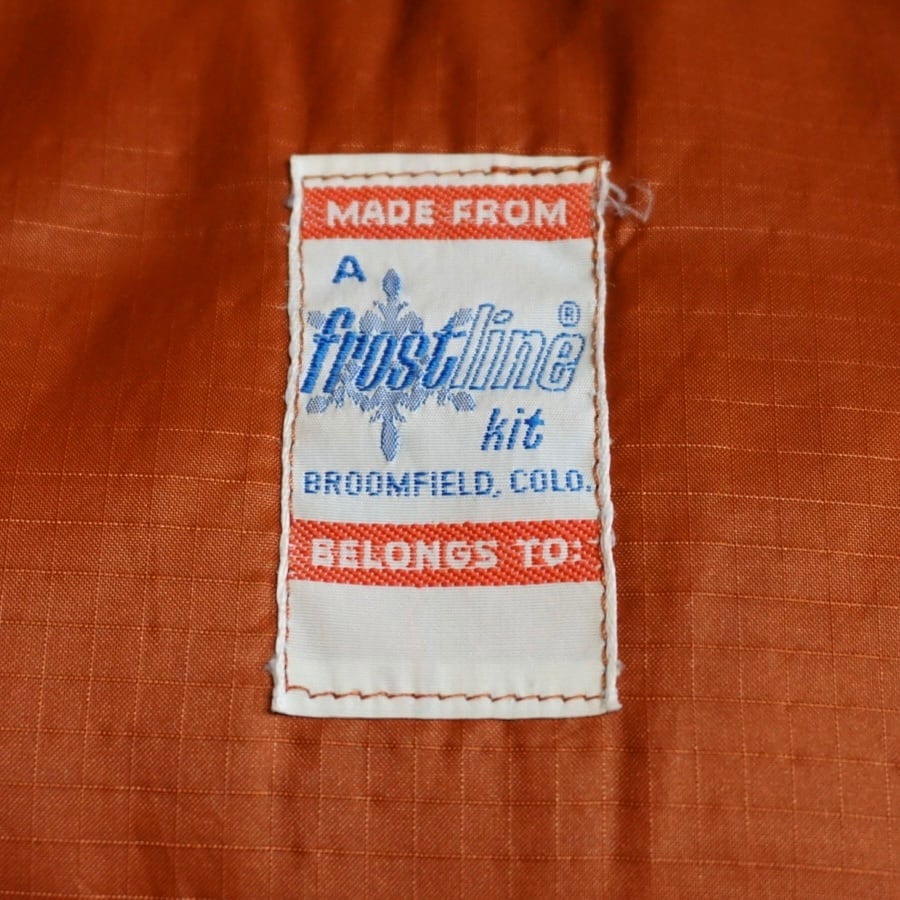 MADE FROM
A
frostline®
kit
BROOMFIELD, COLO.
BELONGS TO: